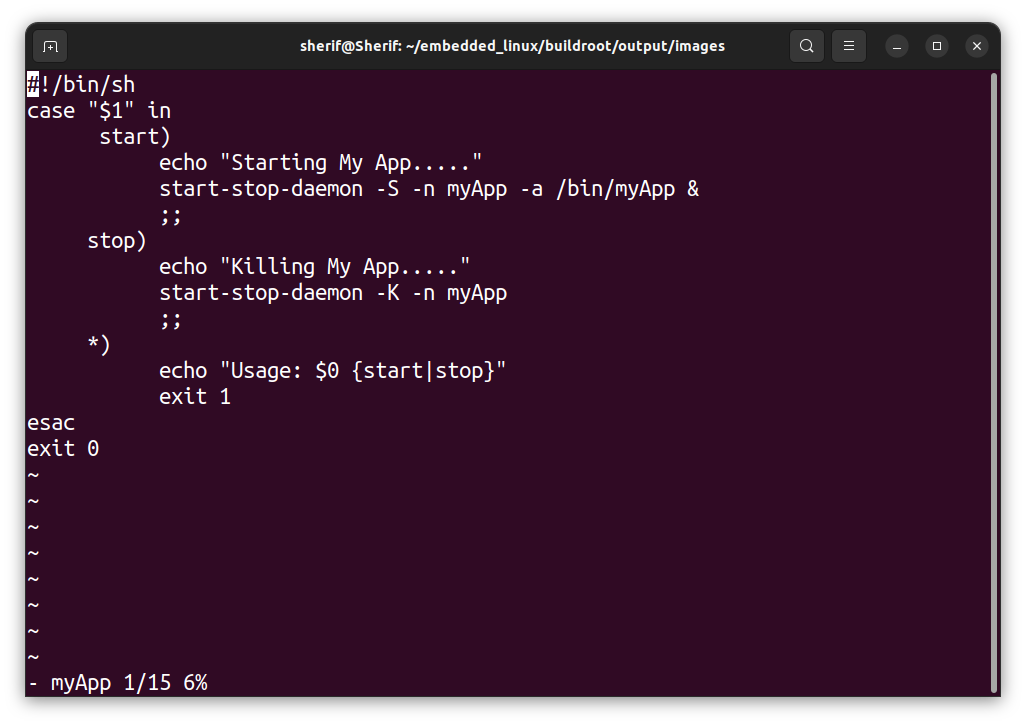 sherif@Sherif: ~/embedded_linux/buildroot/output/images
#!/bin/sh
case "$1" in
      start)
           echo "Starting My App....."
           start-stop-daemon -S -n myApp -a /bin/myApp &
           ;;
     stop)
           echo "Killing My App....."
           start-stop-daemon -K -n myApp
           ;;
     *)
           echo "Usage: $0 {start|stop}"
           exit 1
esac
exit 0
~
~
~
~
~
~
~
~
- myApp 1/15 6%